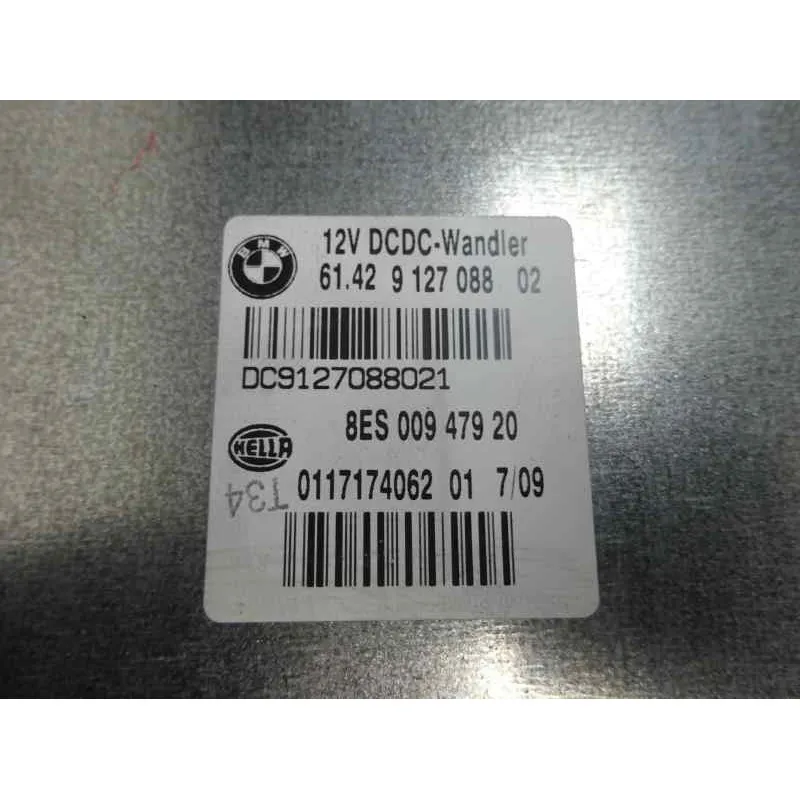 BMW
12V DCDC-Wandler
61.42 9 127 088 02
DC9127088021
8ES 009 479 20
HELLA
T34
0117174062 01 7/09